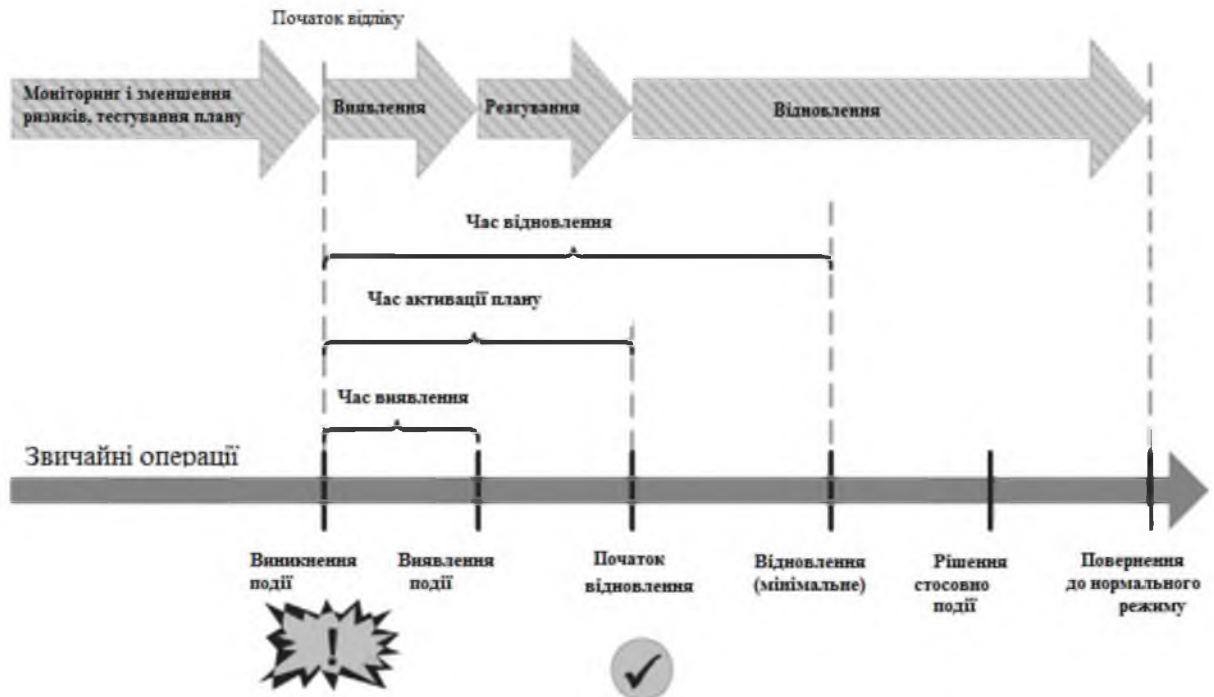 Початок відліку
Моніторинг і зменшення
ризиків, тестування плану
Виявлення
Реагування
Відновлення
Час відновлення
Час активації плану
Час виявлення
Звичайні операції
Виникнення
події
Виявлення
події
Початок
відновлення
Відновлення
(мінімальне)
Рішення
стосовно
події
Повернення
до нормального
режиму
!